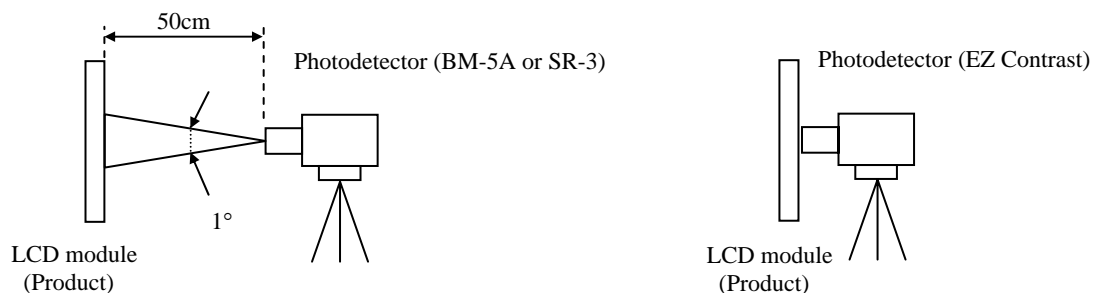 50cm
Photodetector (BM-5A or SR-3)
1°
LCD module
(Product)
Photodetector (EZ Contrast)
LCD module
(Product)